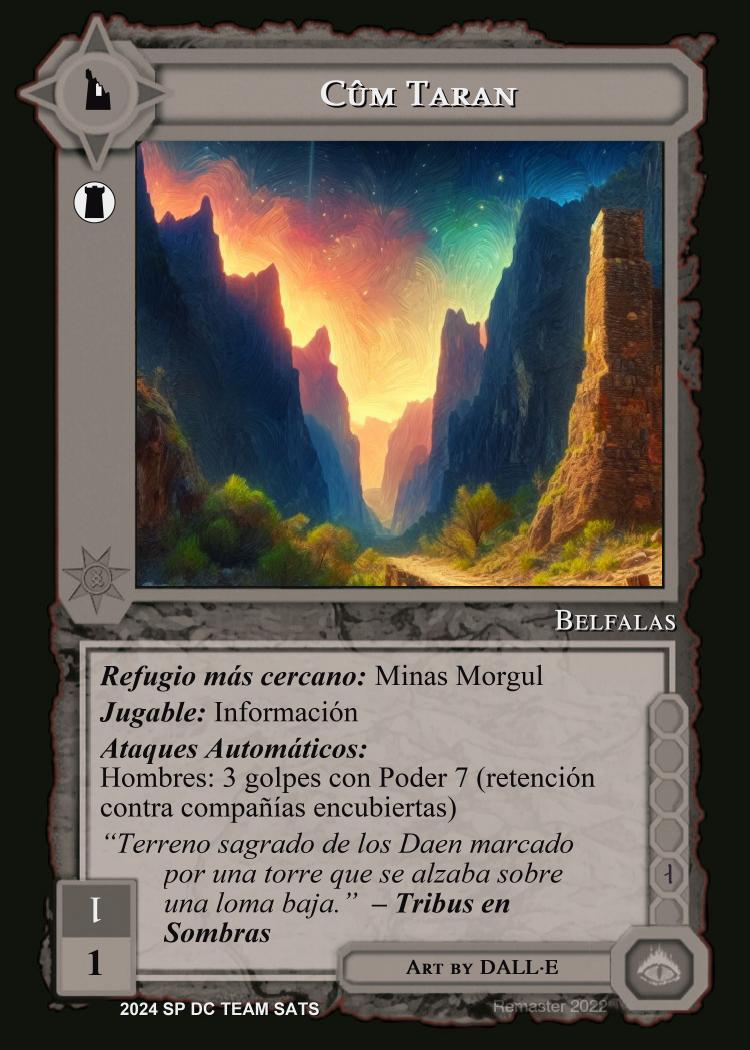 Cûm Taran
Belfalas
Refugio más cercano: Minas Morgul
Jugable: Información
Ataques Automáticos:
Hombres: 3 golpes con Poder 7 (retención
contra compañías encubiertas)
“Terreno sagrado de los Daen marcado
por una torre que se alzaba sobre
una loma baja.” – Tribus en
Sombras
1
1
Art by DALL·E
2024 SP DC TEAM SATS
Remaster 2022